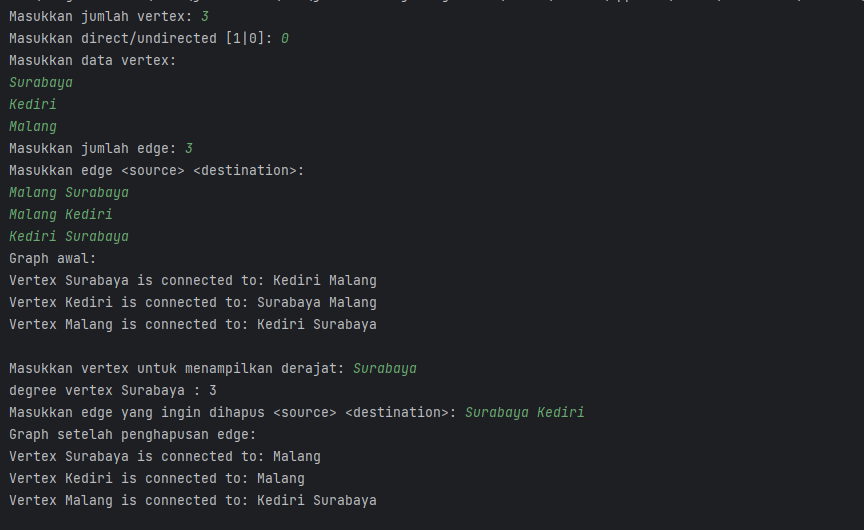 Masukkan jumlah vertex: 3
Masukkan direct/undirected [1|0]: 0
Masukkan data vertex:
Surabaya
Kediri
Malang
Masukkan jumlah edge: 3
Masukkan edge <source> <destination>:
Malang Surabaya
Malang Kediri
Kediri Surabaya
Graph awal:
Vertex Surabaya is connected to: Kediri Malang
Vertex Kediri is connected to: Surabaya Malang
Vertex Malang is connected to: Kediri Surabaya
Masukkan vertex untuk menampilkan derajat: Surabaya
degree vertex Surabaya : 3
Masukkan edge yang ingin dihapus <source> <destination>: Surabaya Kediri
Graph setelah penghapusan edge:
Vertex Surabaya is connected to: Malang
Vertex Kediri is connected to: Malang
Vertex Malang is connected to: Kediri Surabaya